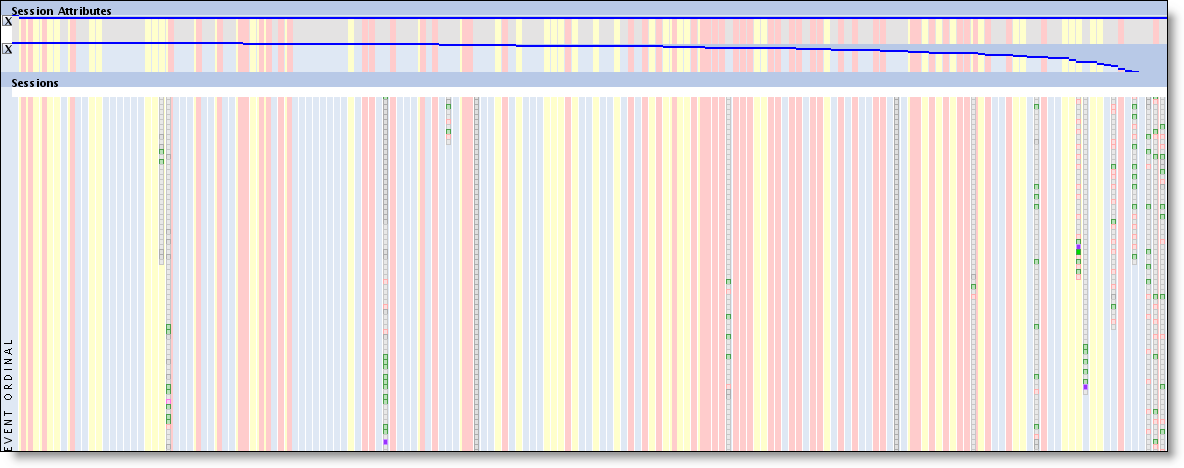 Session Attributes
X
X
Sessions
EVENT ORDINAL